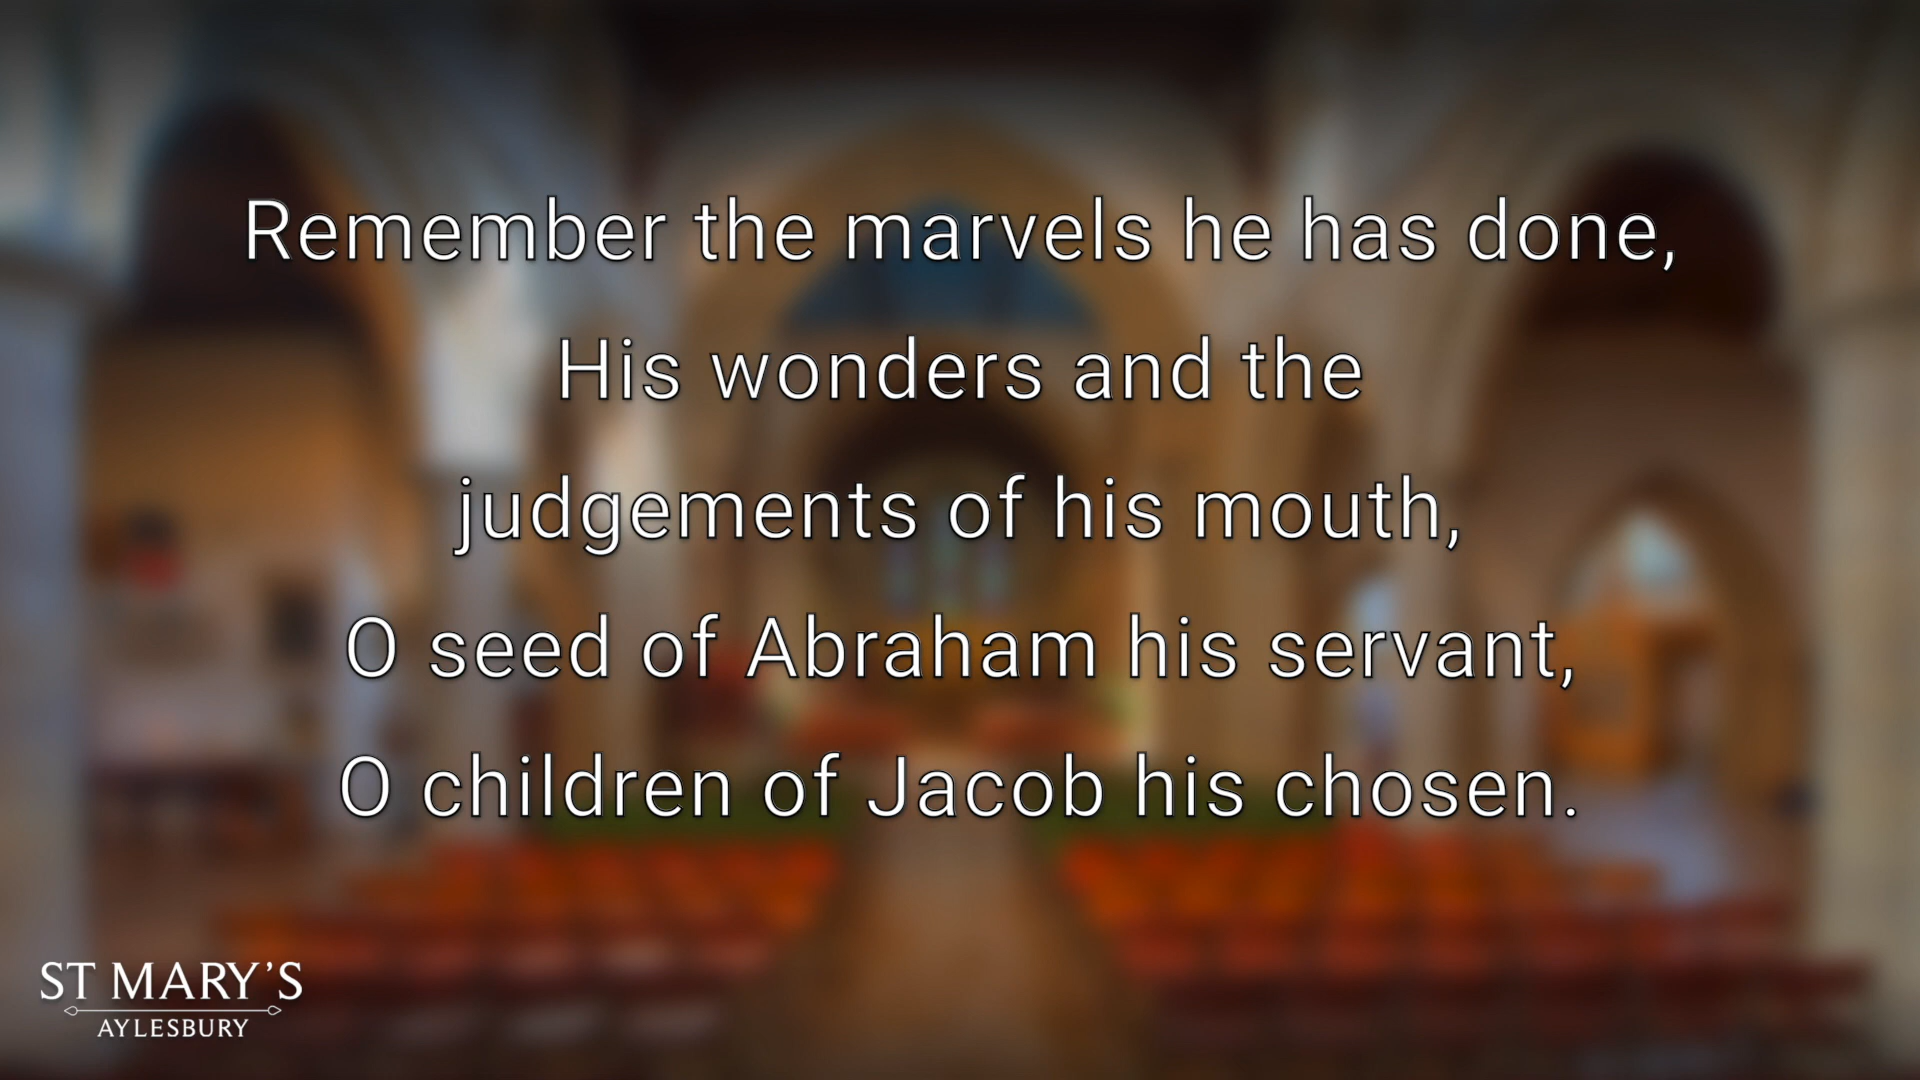 Remember the marvels he has done,
His wonders and the
judgements of his mouth,
O seed of Abraham his servant,
O children of Jacob his chosen.
ST MARY'S
AYLESBURY